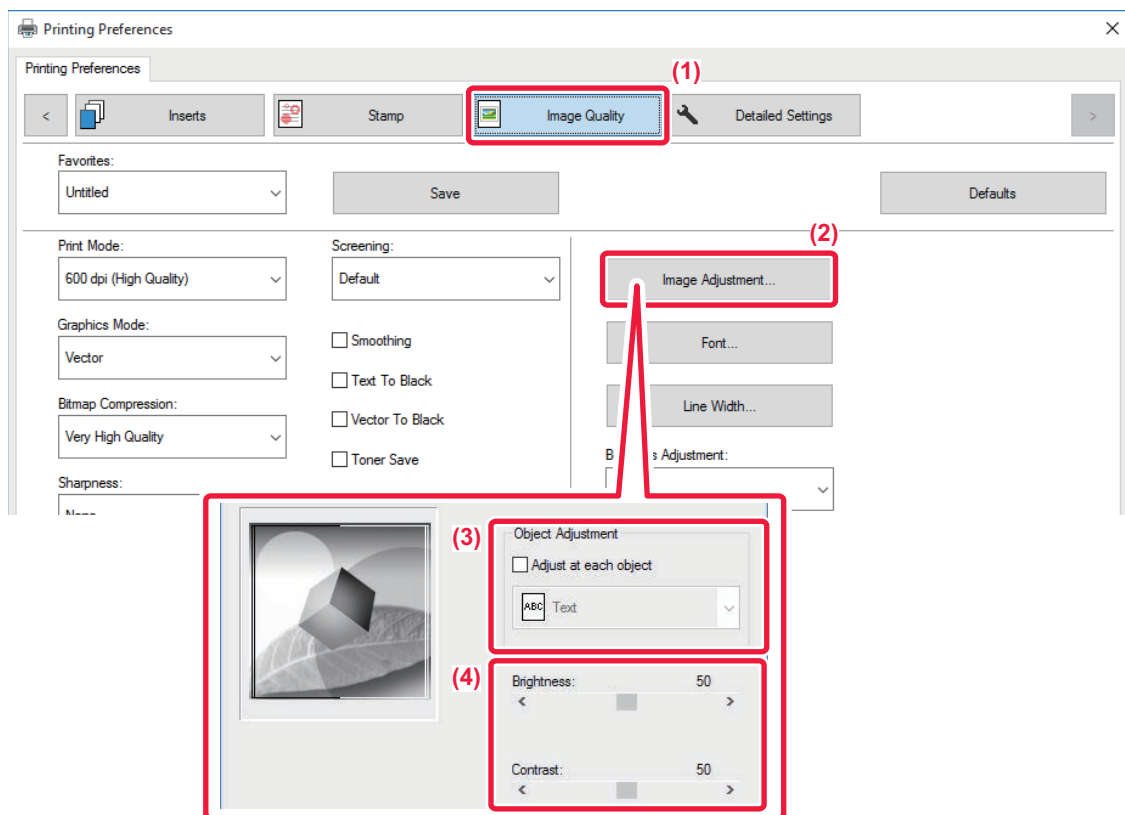 Printing Preferences
Printing Preferences
(1)
<
Inserts
Stamp
Image Quality
Detailed Settings
>
Favorites:
Untitled
Save
Defaults
(2)
Print Mode:
Screening:
600 dpi (High Quality)
Default
Image Adjustment...
Graphics Mode:
Vector
Smoothing
Font...
Text To Black
Bitmap Compression:
Vector To Black
Line Width...
Very High Quality
Toner Save
s Adjustment:
Sharpness:
None
(3)
Object Adjustment
Adjust at each object
ABC Text
(4)
Brightness: 50
< >
Contrast: 50
< >